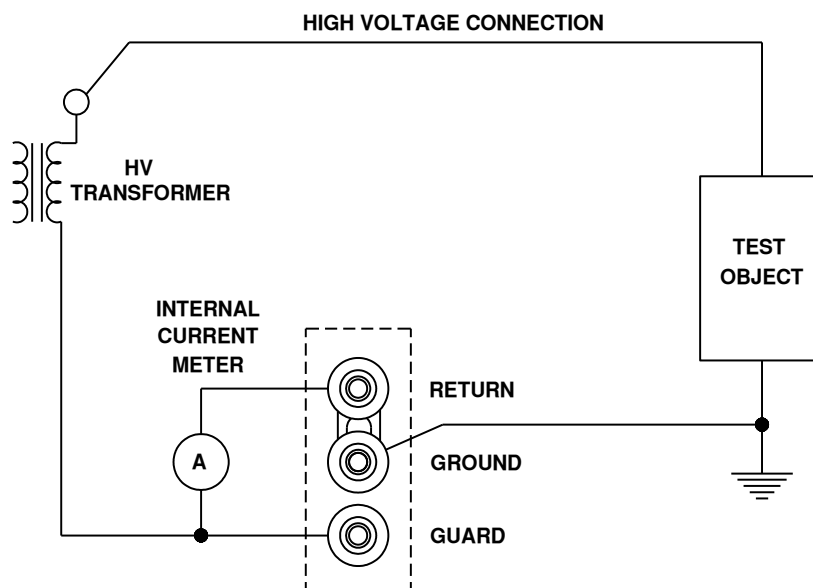 HIGH VOLTAGE CONNECTION
HV
TRANSFORMER
TEST
OBJECT
INTERNAL
CURRENT
METER
RETURN
A
GROUND
GUARD